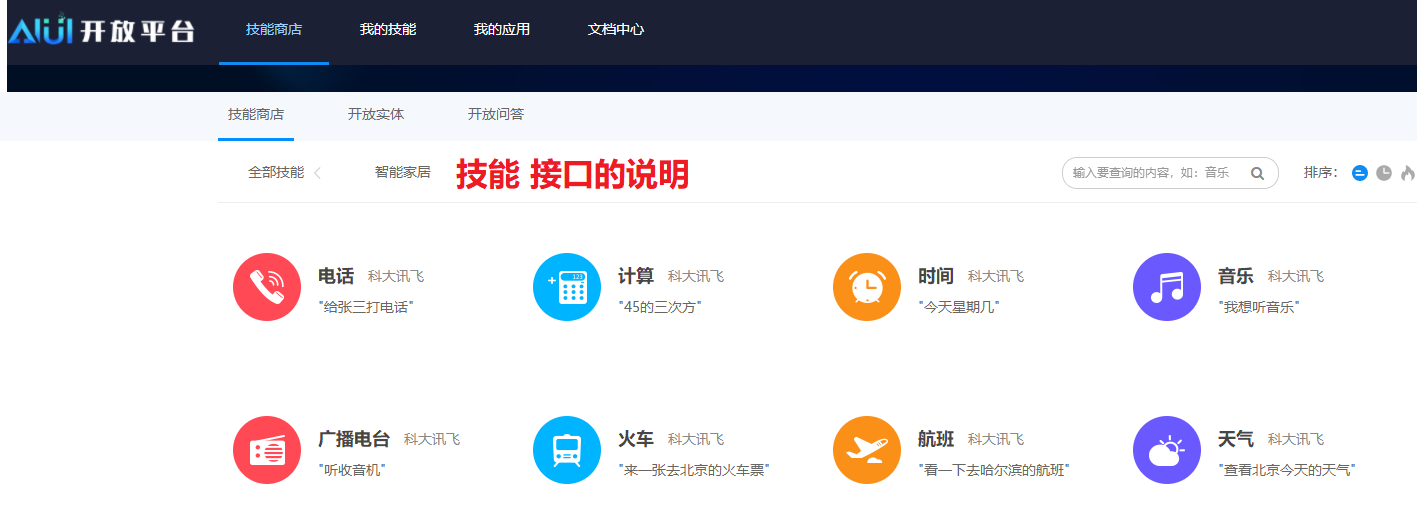 AIUI 开放平台 技能商店 我的技能 我的应用 文档中心
技能商店 开放实体 开放问答
全部技能 智能家居 技能 接口的说明 输入要查询的内容，如：音乐 排序：
电话 科大讯飞
"给张三打电话"
计算 科大讯飞
123
"45的三次方"
时间 科大讯飞
"今天星期几"
音乐 科大讯飞
"我想听音乐"
广播电台 科大讯飞
"听收音机"
火车 科大讯飞
"来一张去北京的火车票"
航班 科大讯飞
"看一下去哈尔滨的航班"
天气 科大讯飞
"查看北京今天的天气"